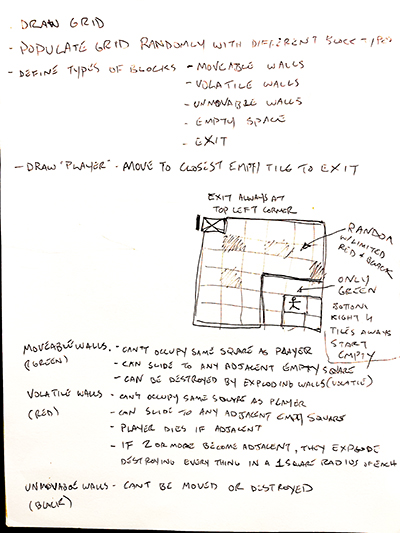 . DRAW GRID
- POPULATE GRID RANDOMLY WITH DIFFERENT BLOCK
- DEFINE TYPES OF BLOCKS - MOVEABLE WALLS
- VOLATILE WALLS
- UNMOVABLE WALLS
- EMPTY SPACE
- EXIT
- DRAW "PLAYER" - MOVE TO CLOSEST EMPTY TILE TO EXIT
EXIT ALWAYS AT
TOP LEFT CORNER
RANDOM
W/LIMITED
RED & BLACK
ONLY
GREEN
BOTTOM
RIGHT 4
TILES ALWAYS
START
EMPTY
MOVEABLE WALLS - CAN'T OCCUPY SAME SQUARE AS PLAYER
(GREEN) - CAN SLIDE TO ANY ADJACENT EMPTY SQUARE
- CAN BE DESTROYED BY EXPLODING WALLS (VOLATILE)
VOLATILE WALLS - CAN'T OCCUPY SAME SQUARE AS PLAYER
(RED) - CAN SLIDE TO ANY ADJACENT EMPTY SQUARE
- PLAYER DIES IF ADJACENT
- IF 2 OR MORE BECOME ADJACENT, THEY EXPLODE
DESTROYING EVERYTHING IN A 1 SQUARE RADIUS OF EACH
UNMOVABLE WALLS - CAN'T BE MOVED OR DESTROYED
(BLACK)